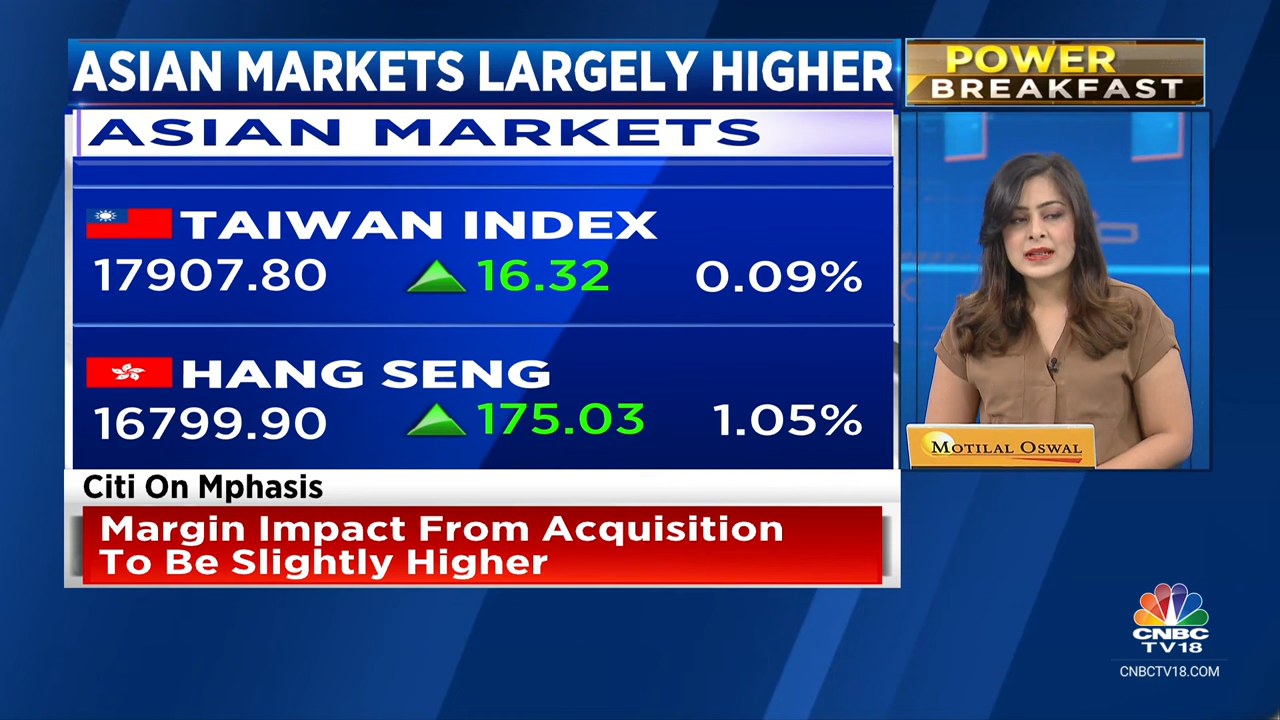 ASIAN MARKETS LARGELY HIGHER
POWER
BREAKFAST
ASIAN MARKETS
TAIWAN INDEX
17907.80 16.32 0.09%
HANG SENG
16799.90 175.03 1.05%
MOTILAL OSWAL
Citi On Mphasis
Margin Impact From Acquisition
To Be Slightly Higher
CNBC
TV18
CNBCTV18.COM